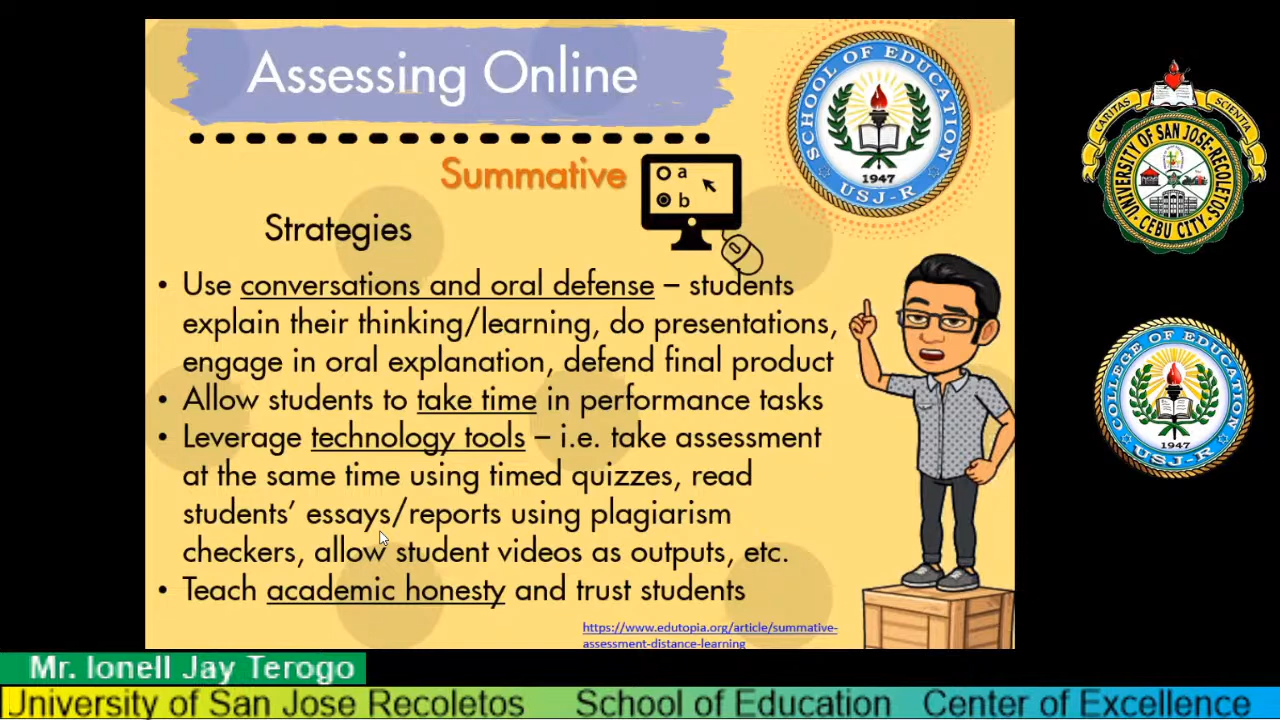 Assessing Online
Summative
a
b
Strategies
• Use conversations and oral defense – students
explain their thinking/learning, do presentations,
engage in oral explanation, defend final product
• Allow students to take time in performance tasks
• Leverage technology tools – i.e. take assessment
at the same time using timed quizzes, read
students’ essays/reports using plagiarism
checkers, allow student videos as outputs, etc.
• Teach academic honesty and trust students
https://www.edutopia.org/article/summative-
assessment-distance-learning
SCHOOL OF EDUCATION
1947
USJ-R
CARITAS SCIENTIA
UNIVERSITY OF SAN JOSE-RECOLETOS
CEBU CITY
COLLEGE OF EDUCATION
1947
USJ-R
Mr. Ionell Jay Terogo
University of San Jose Recoletos School of Education Center of Excellence